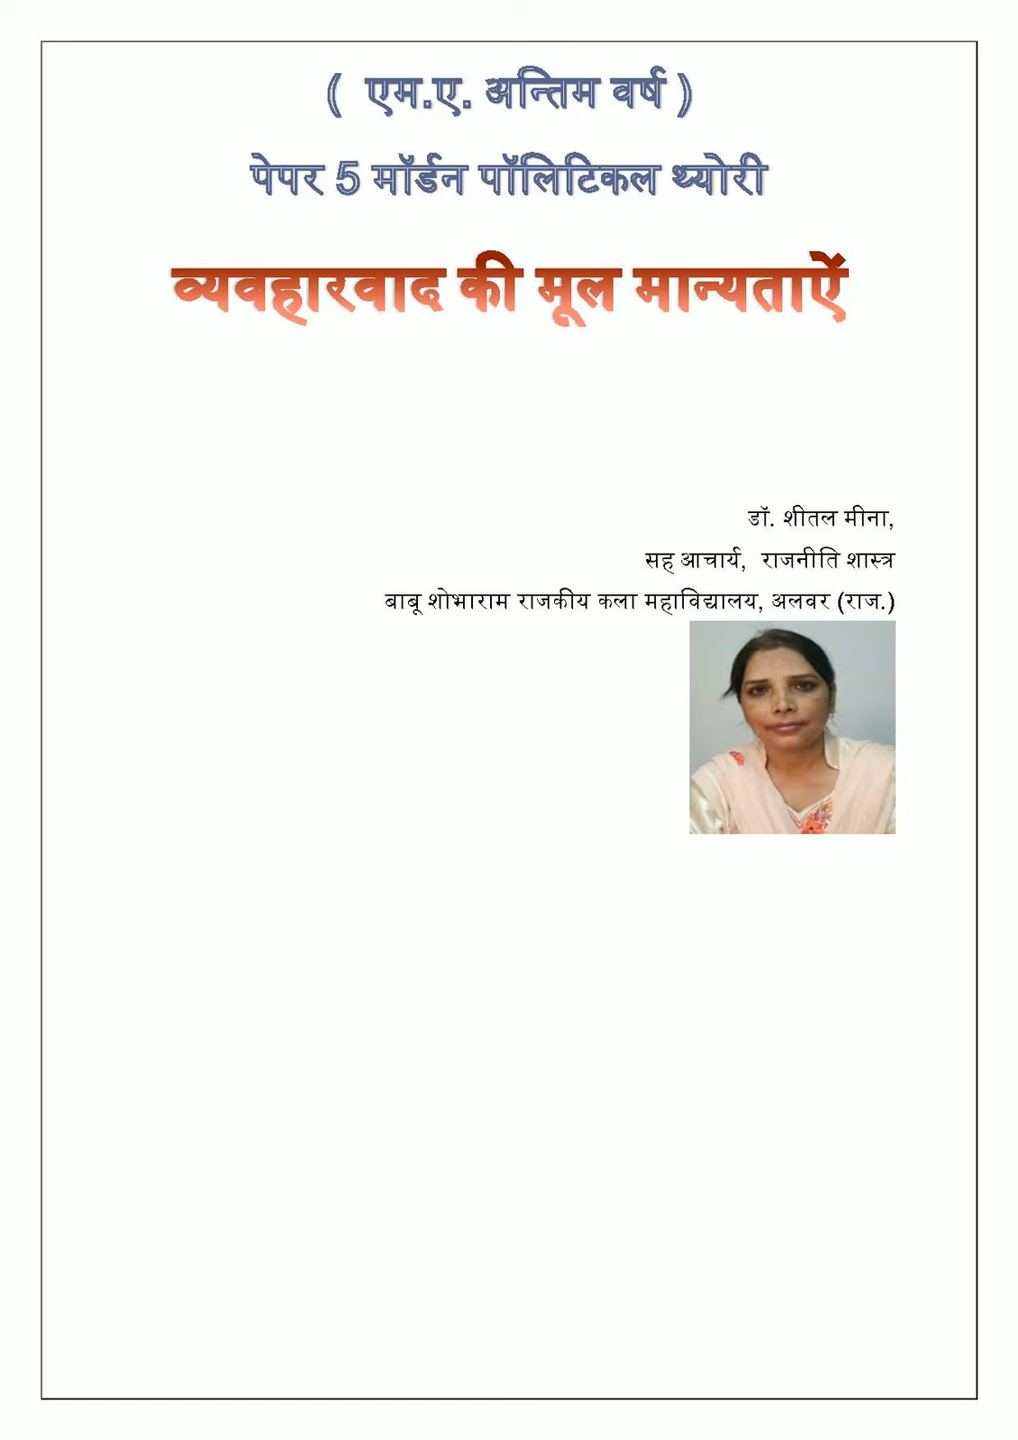 ( एम.ए. अन्तिम वर्ष )
पेपर 5 मॉर्डन पॉलिटिकल थ्योरी
व्यवहारवाद की मूल मान्यताऐं
डॉ. शीतल मीना,
सह आचार्य, राजनीति शास्त्र
बाबू शोभाराम राजकीय कला महाविद्यालय, अलवर (राज.)